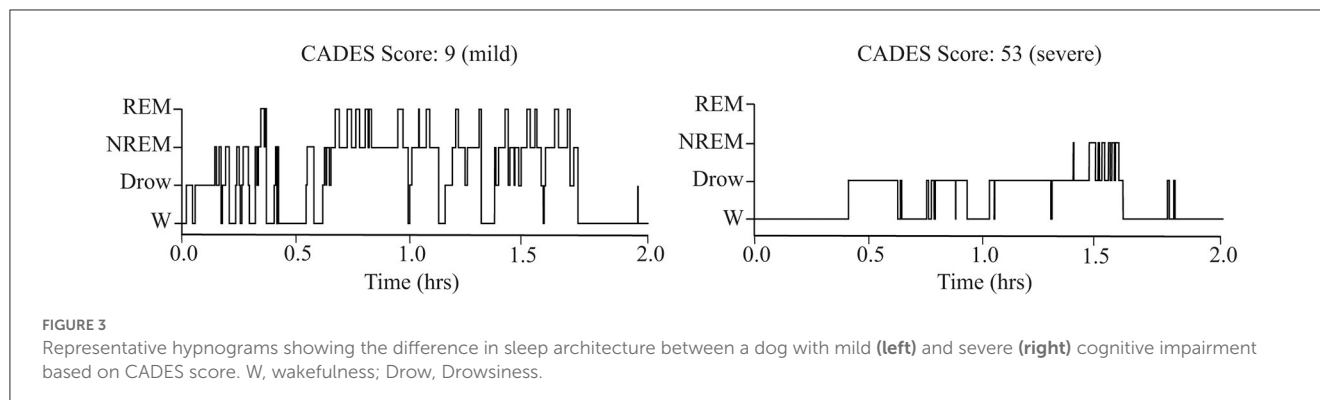 CADES Score: 9 (mild)
REM
NREM
Drow
W
0.0 0.5 1.0 1.5 2.0
Time (hrs)
CADES Score: 53 (severe)
REM
NREM
Drow
W
0.0 0.5 1.0 1.5 2.0
Time (hrs)
FIGURE 3
Representative hypnograms showing the difference in sleep architecture between a dog with mild (left) and severe (right) cognitive impairment
based on CADES score. W, wakefulness; Drow, Drowsiness.